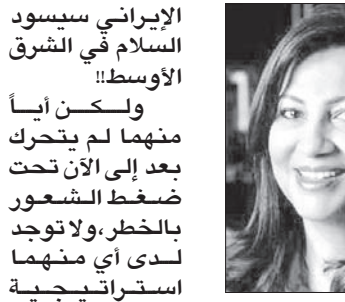 الإيراني سيسود
السلام في الشرق
الأوسط!!
ولكن أياً
منهما لم يتحرك
بعد إلى الآن تحت
ضغط الشعور
بالخطر،ولا توجد
لدى أي منهما
استراتيجية